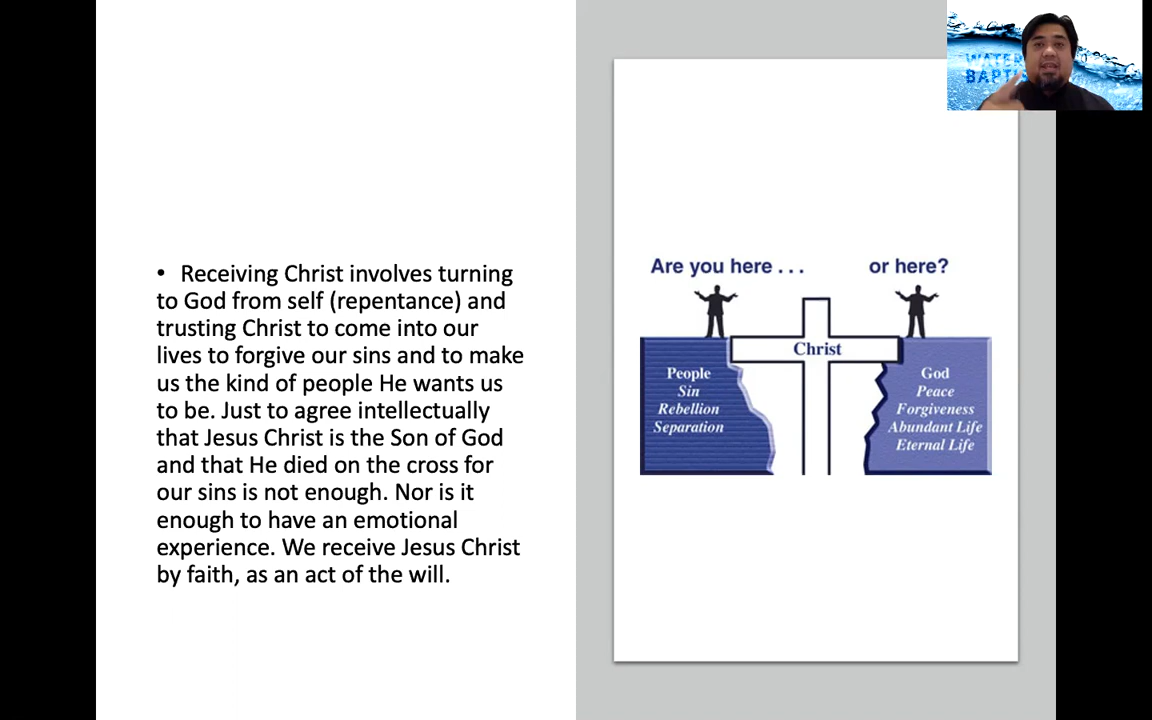 • Receiving Christ involves turning
to God from self (repentance) and
trusting Christ to come into our
lives to forgive our sins and to make
us the kind of people He wants us
to be. Just to agree intellectually
that Jesus Christ is the Son of God
and that He died on the cross for
our sins is not enough. Nor is it
enough to have an emotional
experience. We receive Jesus Christ
by faith, as an act of the will.
Are you here . . . or here?
Christ
People
Sin
Rebellion
Separation
God
Peace
Forgiveness
Abundant Life
Eternal Life
WATER